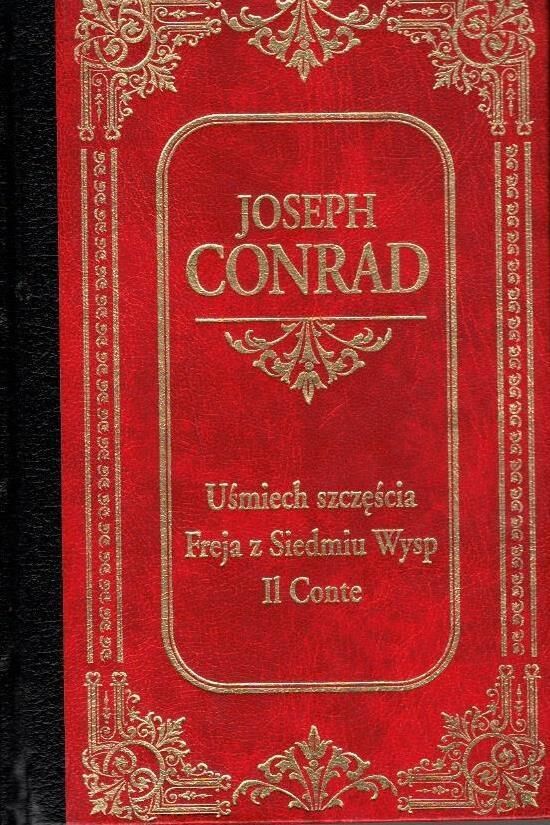 JOSEPH
CONRAD
Uśmiech szczęścia
Freja z Siedmiu Wysp
Il Conte